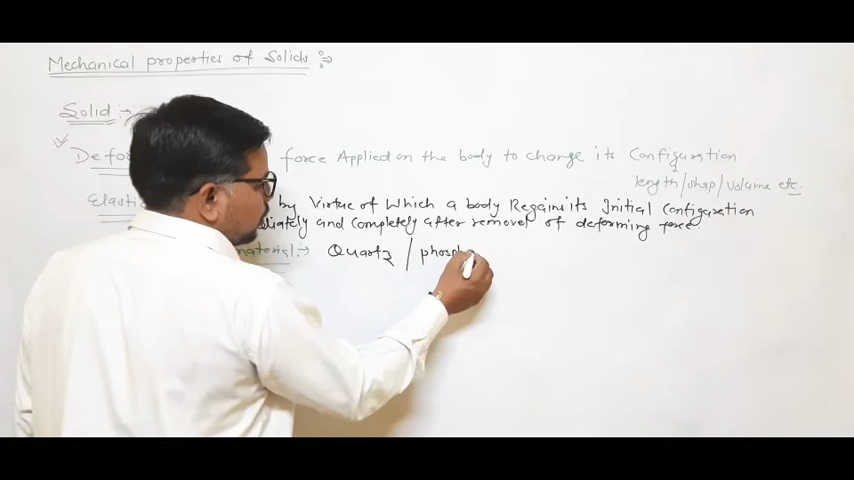 Mechanical properties of Solids :⇒
Solid :→
Defor force Applied on the body to change its Configuration
length/shap/volume etc.
Elasti by Virtue of Which a body Regains its Initial Configuration
diately and Completely after removel of deforming force
material :→ Quartz / phosph